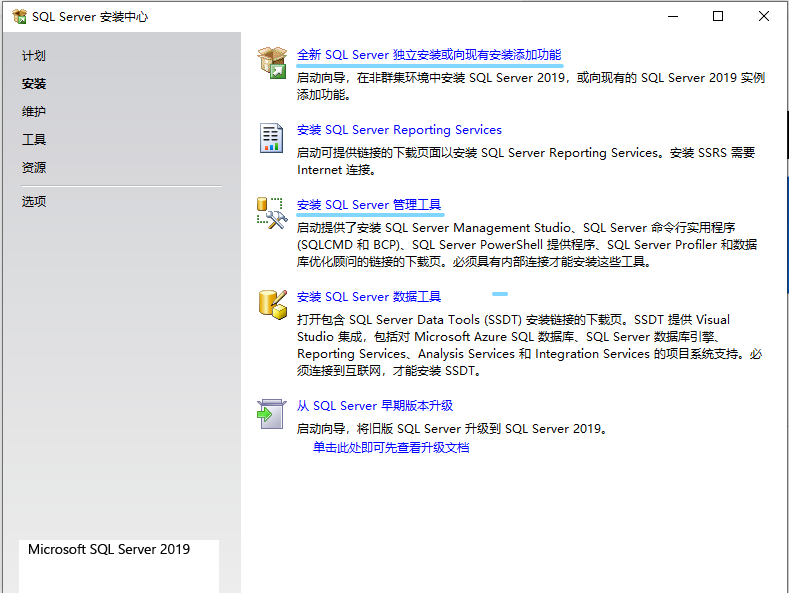 SQL Server 安装中心
计划
安装
维护
工具
资源
选项
全新 SQL Server 独立安装或向现有安装添加功能
启动向导，在非群集环境中安装 SQL Server 2019，或向现有的 SQL Server 2019 实例
添加功能。
安装 SQL Server Reporting Services
启动可提供链接的下载页面以安装 SQL Server Reporting Services。安装 SSRS 需要
Internet 连接。
安装 SQL Server 管理工具
启动提供了安装 SQL Server Management Studio、SQL Server 命令行实用程序
(SQLCMD 和 BCP)、SQL Server PowerShell 提供程序、SQL Server Profiler 和数据
库优化顾问的链接的下载页。必须具有内部连接才能安装这些工具。
安装 SQL Server 数据工具
打开包含 SQL Server Data Tools (SSDT) 安装链接的下载页。SSDT 提供 Visual
Studio 集成，包括对 Microsoft Azure SQL 数据库、SQL Server 数据库引擎、
Reporting Services、Analysis Services 和 Integration Services 的项目系统支持。必
须连接到互联网，才能安装 SSDT。
从 SQL Server 早期版本升级
启动向导，将旧版 SQL Server 升级到 SQL Server 2019。
单击此处即可先查看升级文档
Microsoft SQL Server 2019